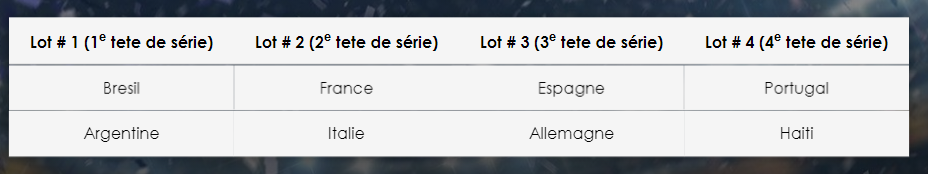 Lot # 1 (1e tete de série) Lot # 2 (2e tete de série) Lot # 3 (3e tete de série) Lot # 4 (4e tete de série)
Bresil France Espagne Portugal
Argentine Italie Allemagne Haiti